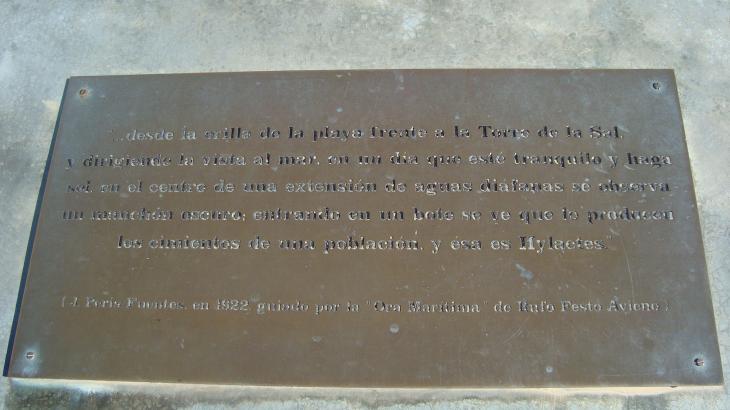 "...desde la orilla de la playa frente a la Torre de la Sal,
y dirigiendo la vista al mar, en un día que esté tranquilo y haga
sol, en el centro de una extensión de aguas diáfanas se observa
un manchón oscuro; entrando en un bote se ve que lo producen
los cimientos de una población, y ésa es Hylactes."
(J. Peris Fuentes, en 1922, guiado por la "Ora Marítima" de Rufo Festo Avieno)